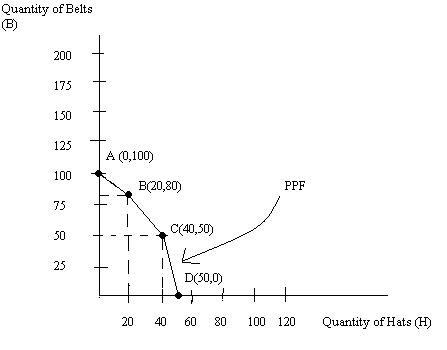 Quantity of Belts
(B)
200
175
150
125
A (0,100)
100
B(20,80)
PPF
75
C(40,50)
50
25
D(50,0)
20 40 60 80 100 120 Quantity of Hats (H)